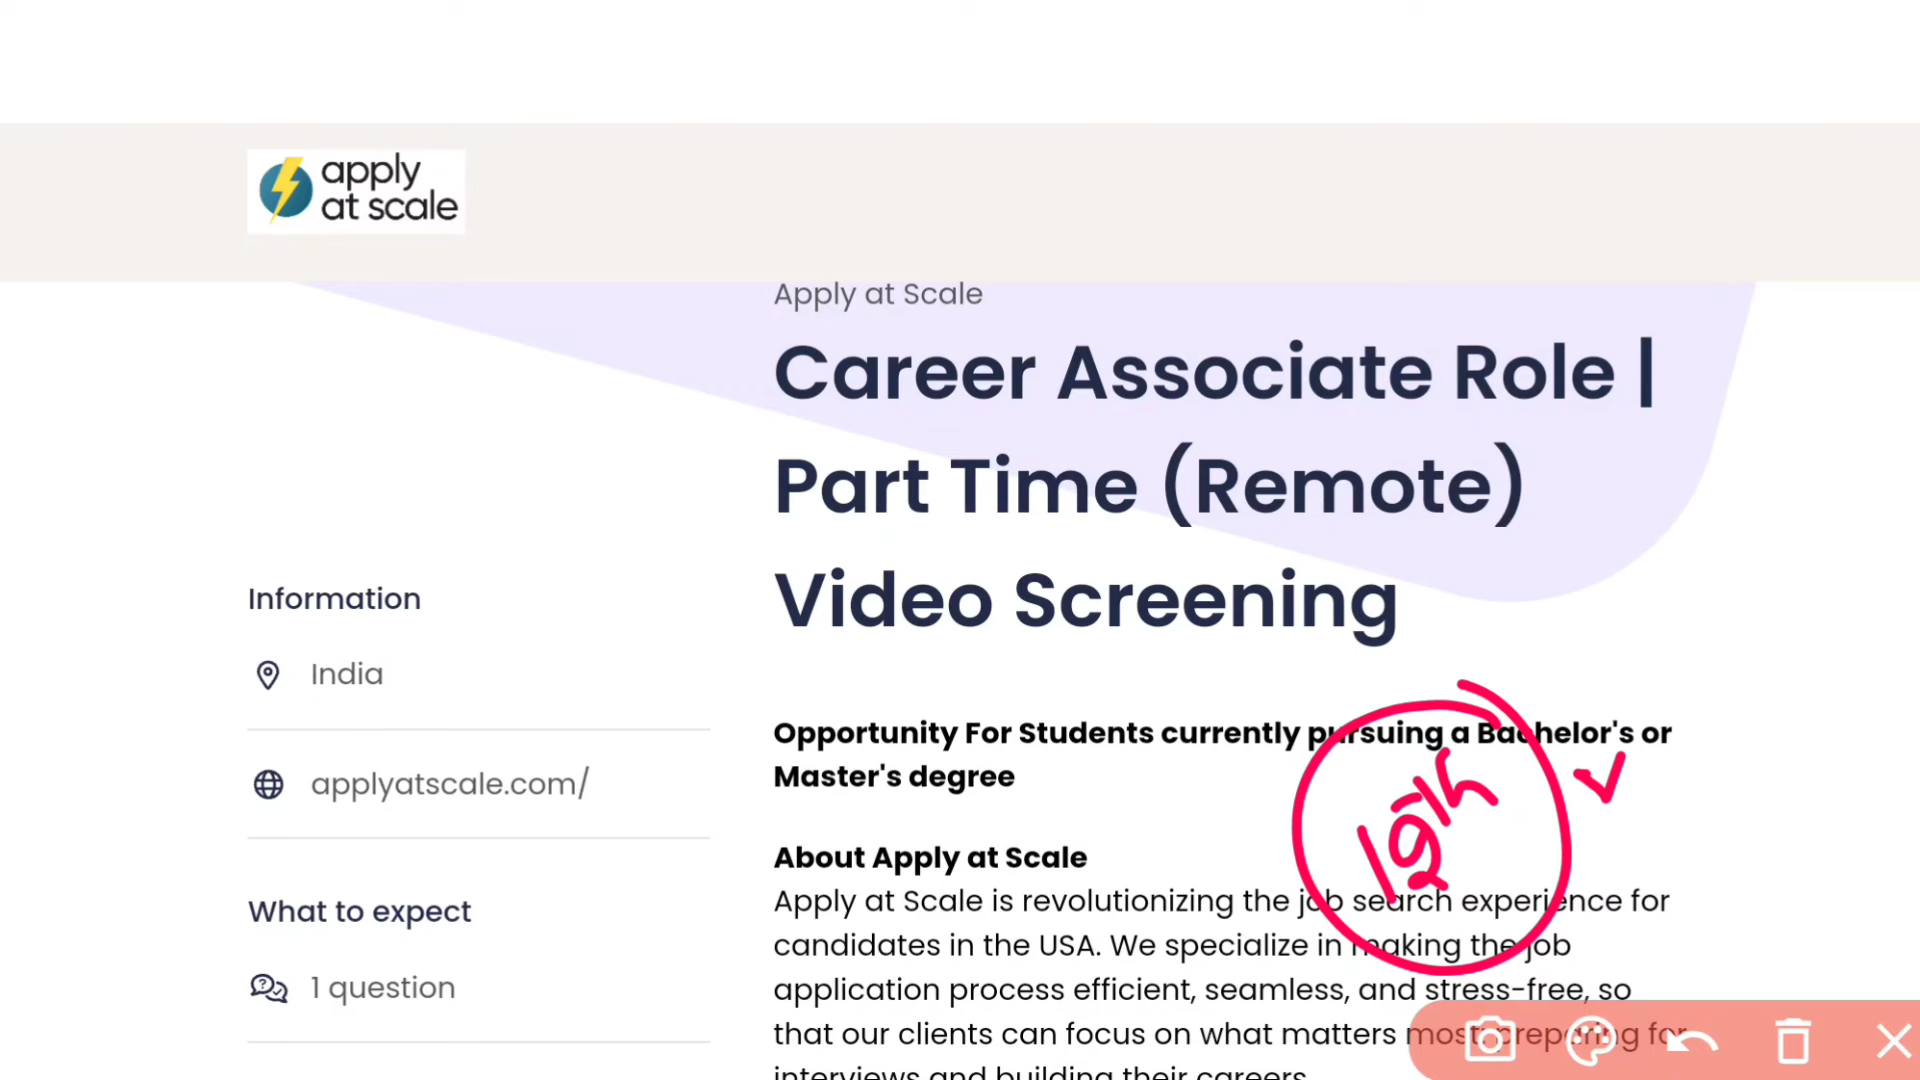 apply
at scale
Apply at Scale
Career Associate Role |
Part Time (Remote)
Video Screening
Information
India
applyatscale.com/
What to expect
1 question
Opportunity For Students currently pursuing a Bachelor's or
Master's degree
About Apply at Scale
Apply at Scale is revolutionizing the job search experience for
candidates in the USA. We specialize in making the job
application process efficient, seamless, and stress-free, so
that our clients can focus on what matters most: preparing for
interviews and building their careers.